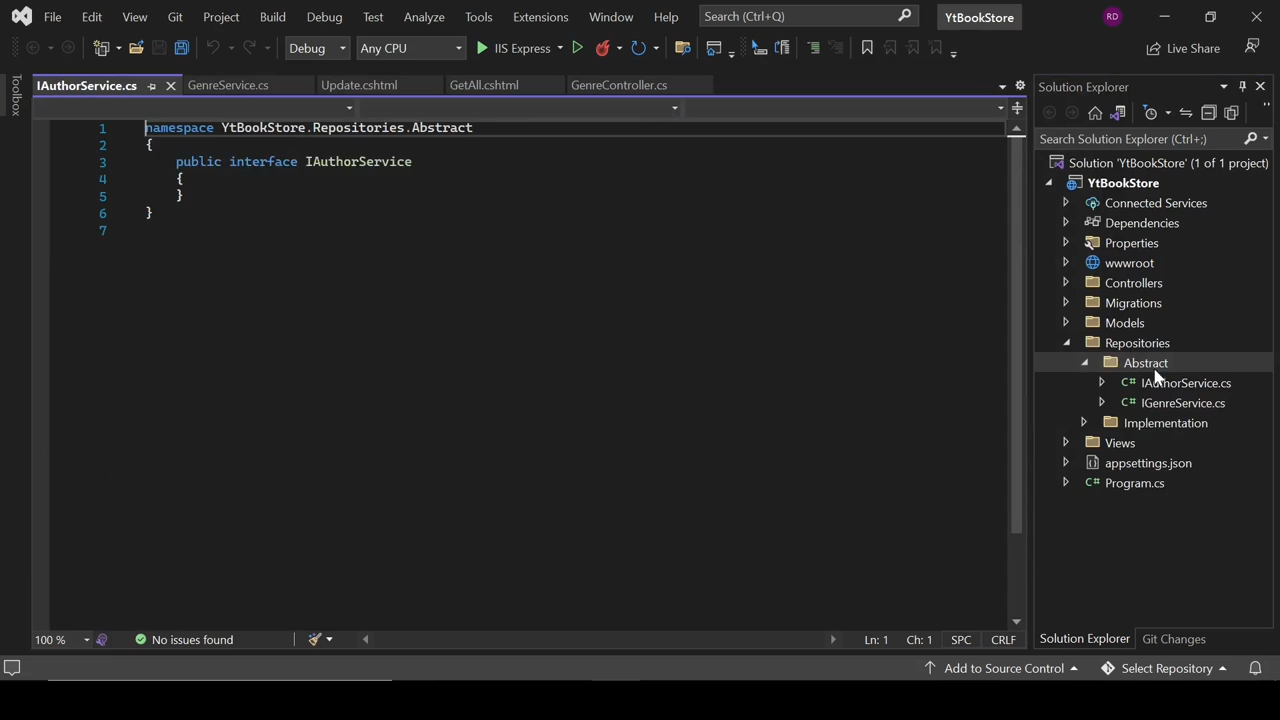 File Edit View Git Project Build Debug Test Analyze Tools Extensions Window Help Search (Ctrl+Q) YtBookStore RD
Debug Any CPU IIS Express Live Share
Toolbox
IAuthorService.cs GenreService.cs Update.cshtml GetAll.cshtml GenreController.cs
1 namespace YtBookStore.Repositories.Abstract
2 {
3 public interface IAuthorService
4 {
5 }
6 }
7
100 % No issues found Ln: 1 Ch: 1 SPC CRLF
Solution Explorer
Search Solution Explorer (Ctrl+;)
Solution 'YtBookStore' (1 of 1 project)
YtBookStore
Connected Services
Dependencies
Properties
wwwroot
Controllers
Migrations
Models
Repositories
Abstract
IAuthorService.cs
IGenreService.cs
Implementation
Views
appsettings.json
Program.cs
Solution Explorer Git Changes
Add to Source Control Select Repository